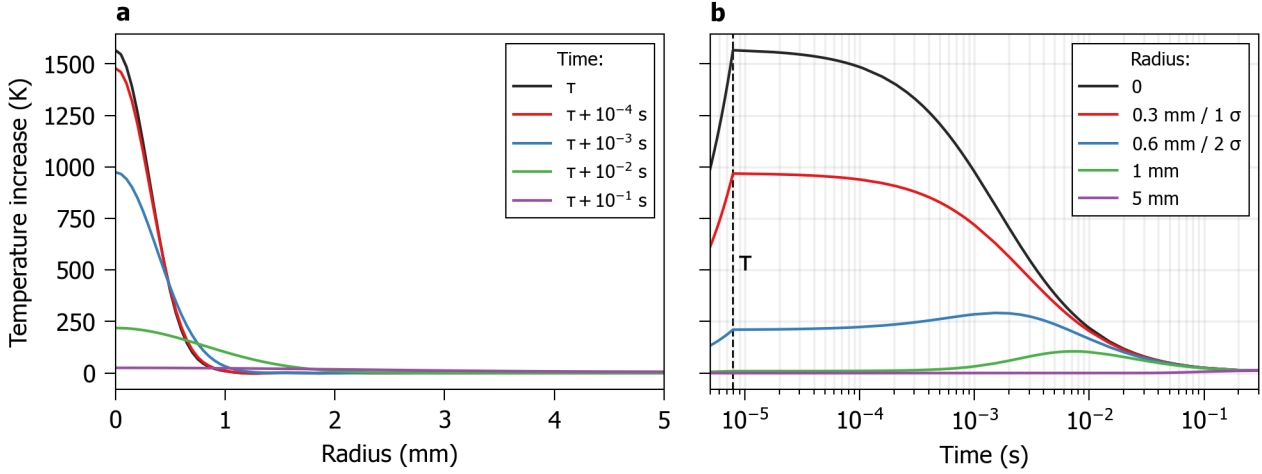 a
Temperature increase (K)
1500
1250
1000
750
500
250
0
Time:
τ
τ + 10⁻⁴ s
τ + 10⁻³ s
τ + 10⁻² s
τ + 10⁻¹ s
0
1
2
3
4
5
Radius (mm)
b
Radius:
0
0.3 mm / 1 σ
0.6 mm / 2 σ
1 mm
5 mm
τ
10⁻⁵
10⁻⁴
10⁻³
10⁻²
10⁻¹
Time (s)